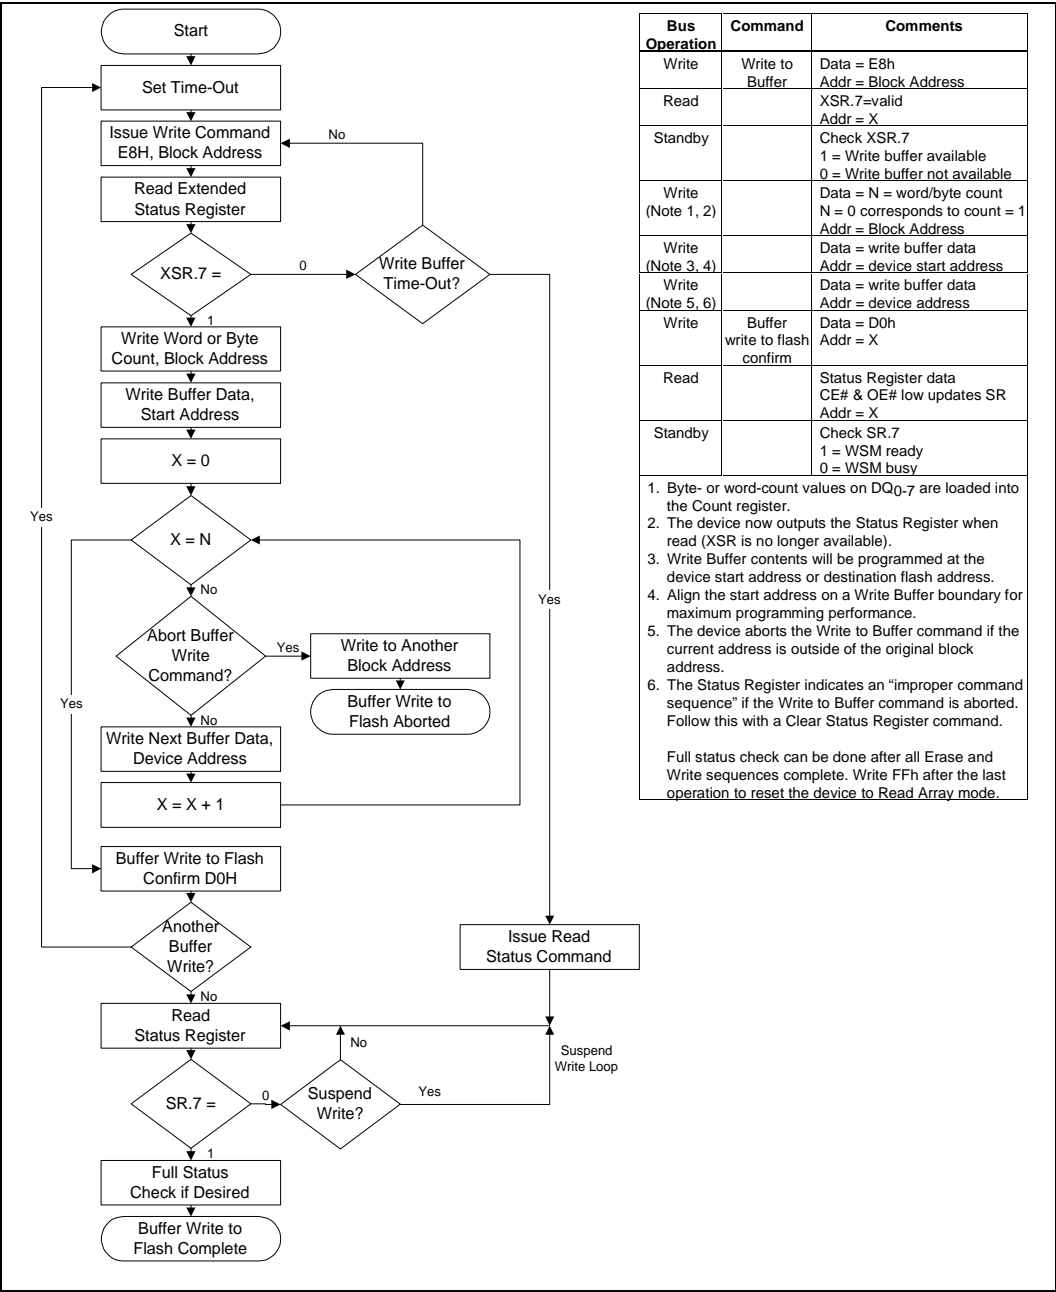 Start
Set Time-Out
Issue Write Command
E8H, Block Address
No
Read Extended
Status Register
XSR.7 =
0
Write Buffer
Time-Out?
1
Write Word or Byte
Count, Block Address
Write Buffer Data,
Start Address
X = 0
Yes
X = N
No
Yes
Abort Buffer
Write
Command?
Yes
Write to Another
Block Address
Buffer Write to
Flash Aborted
Yes
No
Write Next Buffer Data,
Device Address
X = X + 1
Buffer Write to Flash
Confirm D0H
Another
Buffer
Write?
Issue Read
Status Command
No
Read
Status Register
No
Suspend
Write Loop
SR.7 =
0
Suspend
Write?
Yes
1
Full Status
Check if Desired
Buffer Write to
Flash Complete
Bus
Operation
Command
Comments
Write
Write to
Buffer
Data = E8h
Addr = Block Address
Read
XSR.7=valid
Addr = X
Standby
Check XSR.7
1 = Write buffer available
0 = Write buffer not available
Write
(Note 1, 2)
Data = N = word/byte count
N = 0 corresponds to count = 1
Addr = Block Address
Write
(Note 3, 4)
Data = write buffer data
Addr = device start address
Write
(Note 5, 6)
Data = write buffer data
Addr = device address
Write
Buffer
write to flash
confirm
Data = D0h
Addr = X
Read
Status Register data
CE# & OE# low updates SR
Addr = X
Standby
Check SR.7
1 = WSM ready
0 = WSM busy
1. Byte- or word-count values on DQ0-7 are loaded into
the Count register.
2. The device now outputs the Status Register when
read (XSR is no longer available).
3. Write Buffer contents will be programmed at the
device start address or destination flash address.
4. Align the start address on a Write Buffer boundary for
maximum programming performance.
5. The device aborts the Write to Buffer command if the
current address is outside of the original block
address.
6. The Status Register indicates an “improper command
sequence” if the Write to Buffer command is aborted.
Follow this with a Clear Status Register command.
Full status check can be done after all Erase and
Write sequences complete. Write FFh after the last
operation to reset the device to Read Array mode.